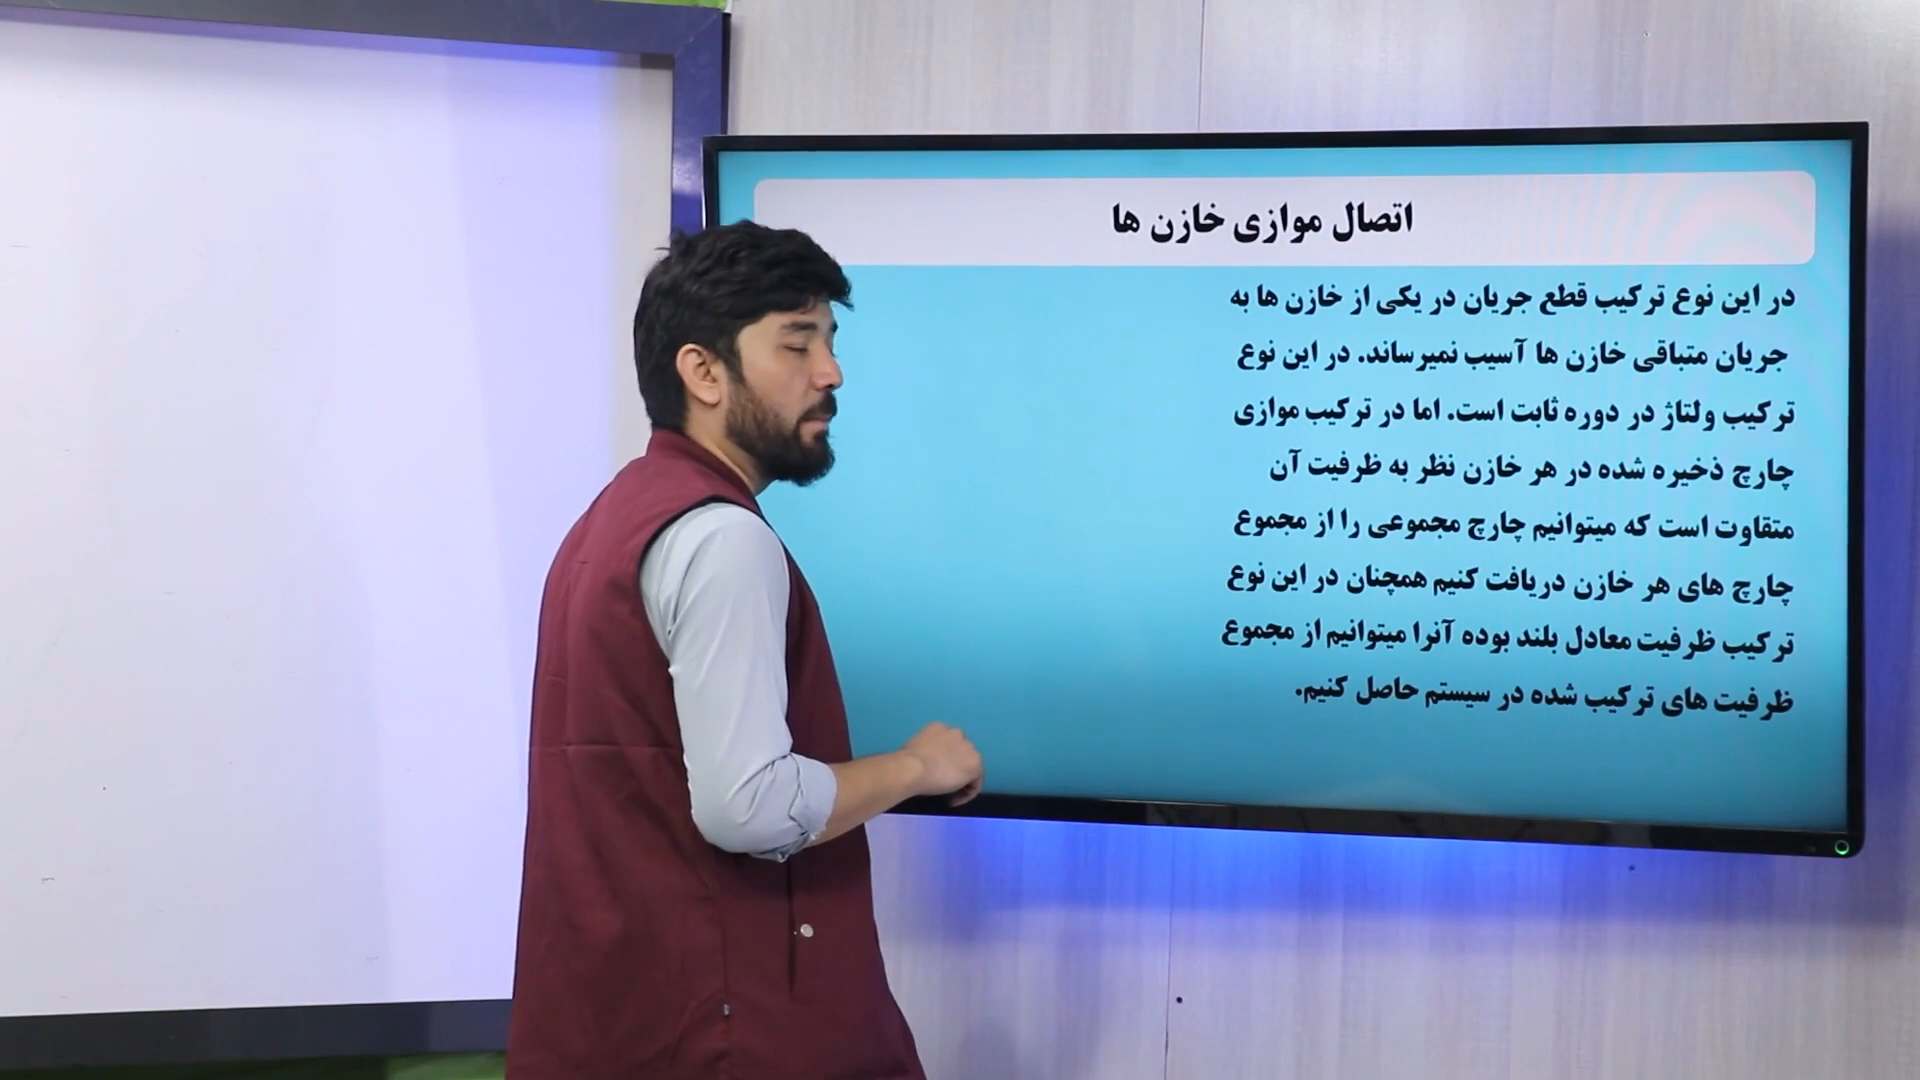 اتصال موازی خازن ها
در این نوع ترکیب قطع جریان در یکی از خازن ها به
جریان متباقی خازن ها آسیب نمیرساند. در این نوع
ترکیب ولتاژ در دوره ثابت است. اما در ترکیب موازی
چارچ ذخیره شده در هر خازن نظر به ظرفیت آن
متقاوت است که میتوانیم چارچ مجموعی را از مجموع
چارچ های هر خازن دریافت کنیم همچنان در این نوع
ترکیب ظرفیت معادل بلند بوده آنرا میتوانیم از مجموع
ظرفیت های ترکیب شده در سیستم حاصل کنیم.